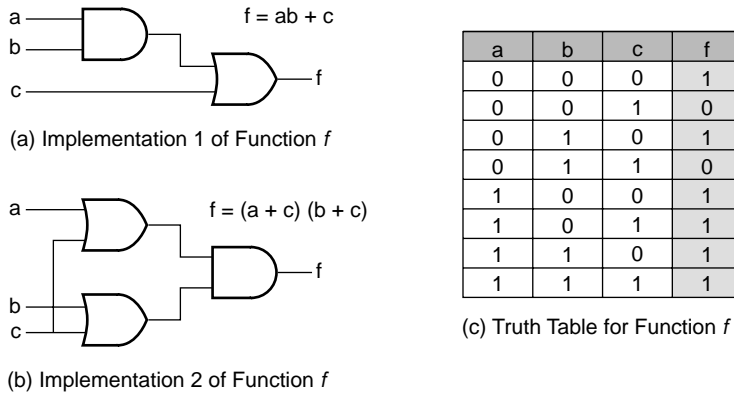 a
b
c
f = ab + c
f
(a) Implementation 1 of Function f
a
b
c
f = (a + c) (b + c)
f
(b) Implementation 2 of Function f
a b c f
0 0 0 1
0 0 1 0
0 1 0 1
0 1 1 0
1 0 0 1
1 0 1 1
1 1 0 1
1 1 1 1
(c) Truth Table for Function f